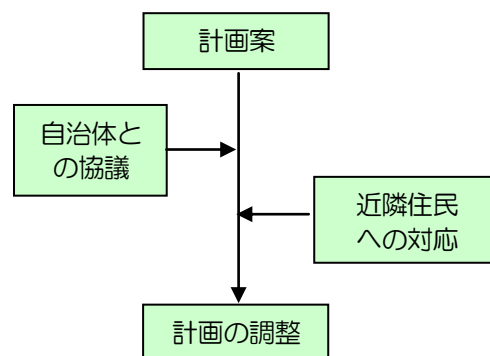 計画案
自治体と
の協議
近隣住民
への対応
計画の調整